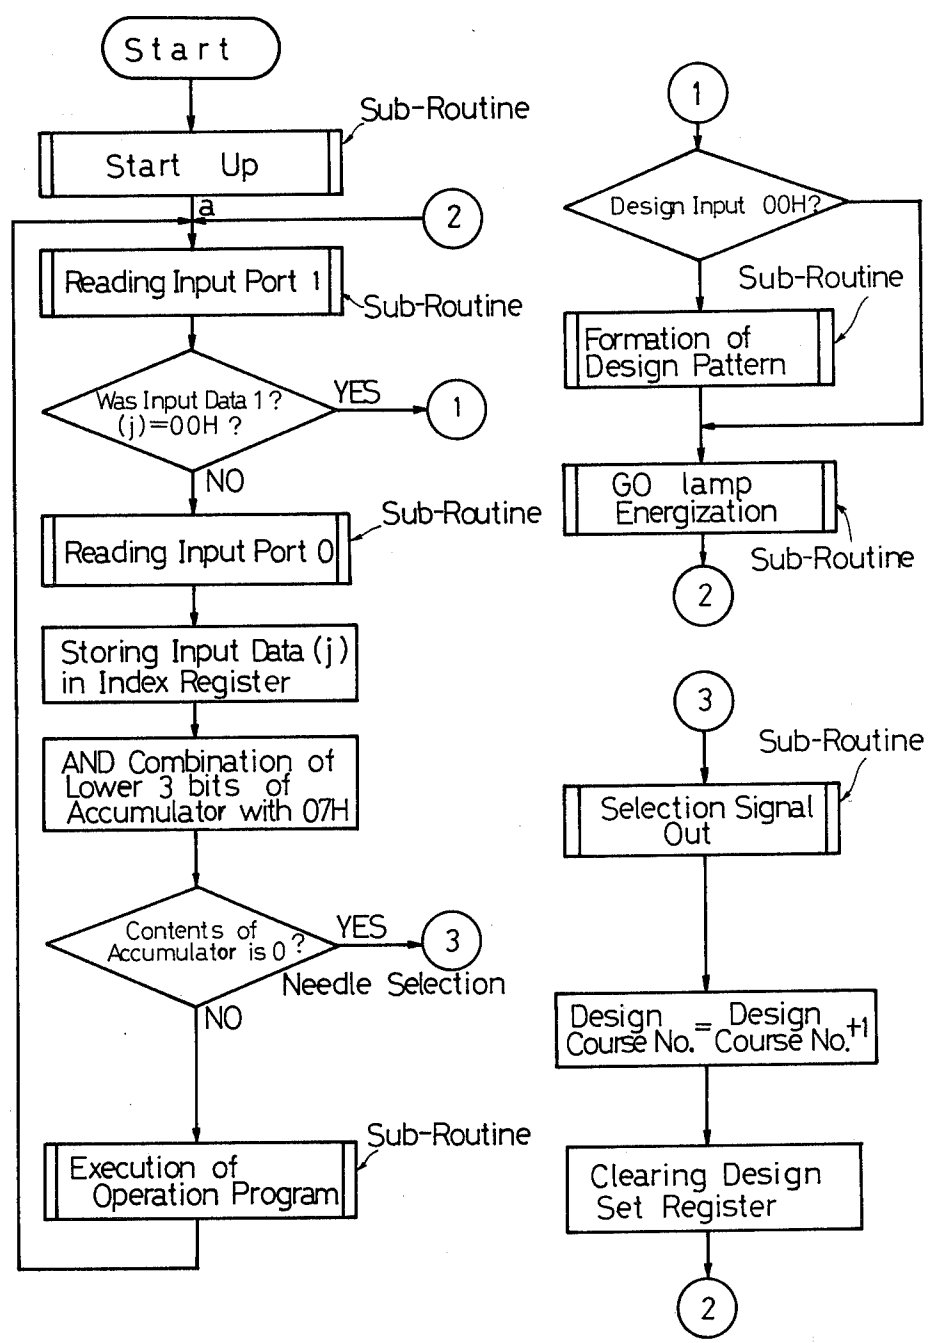 Start
Sub-Routine
Start Up
a
2
Reading Input Port 1
Sub-Routine
Was Input Data 1?
(j)=00H ?
YES
1
NO
Sub-Routine
Reading Input Port 0
Storing Input Data (j)
in Index Register
AND Combination of
Lower 3 bits of
Accumulator with 07H
Contents of
Accumulator is 0 ?
YES
3
Needle Selection
NO
Sub-Routine
Execution of
Operation Program
1
Design Input 00H?
Sub-Routine
Formation of
Design Pattern
GO lamp
Energization
Sub-Routine
2
3
Sub-Routine
Selection Signal
Out
Design Course No. = Design Course No. +1
Clearing Design
Set Register
2